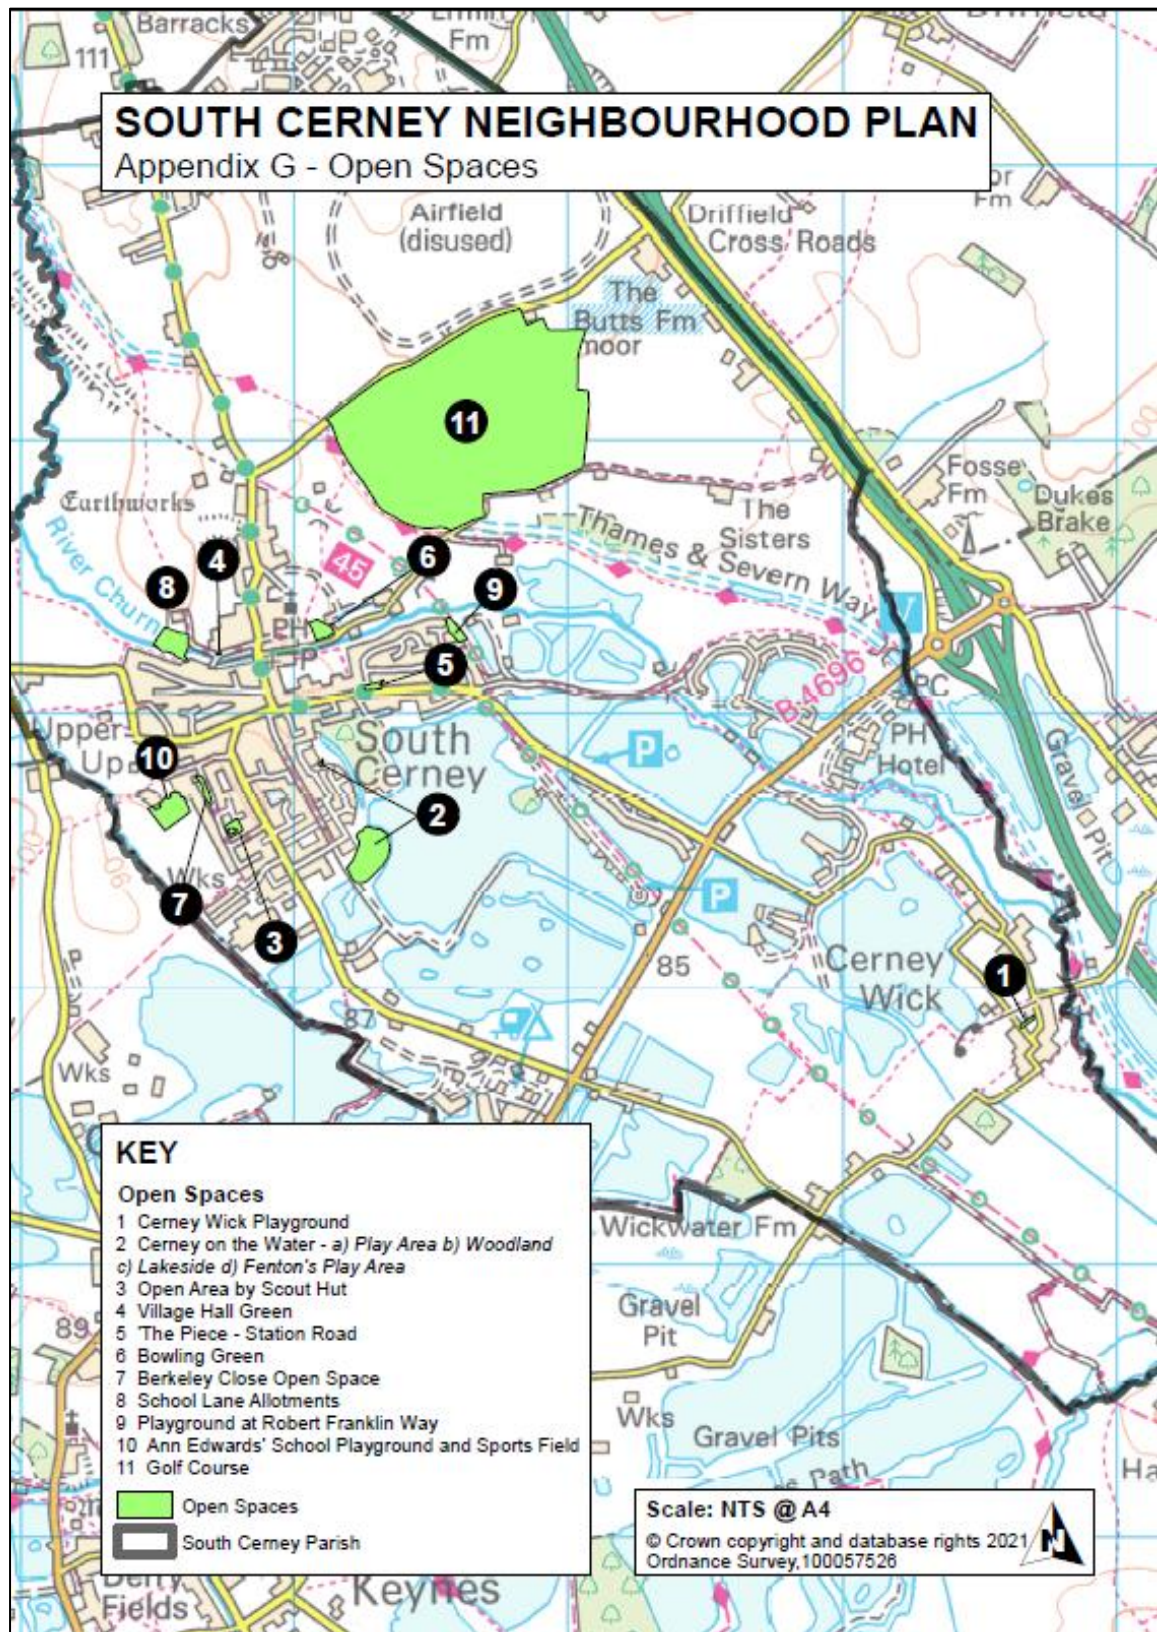 Barracks
Fm
111
SOUTH CERNEY NEIGHBOURHOOD PLAN
Appendix G - Open Spaces
Fm
Airfield
(disused)
Driffield
Cross Roads
The
Butts Fm
moor
11
Earthworks
River Churn
4
8
45
6
9
Thames & Severn Way
The
Sisters
Fosse
Fm
Dukes
Brake
100
PH
5
B4696
PC
PH
Hotel
V
Gravel
Pit
Upper
Up
10
South
Cerney
P
2
Wks
7
3
P
85
87
Cerney
Wick
1
Wks
KEY
Open Spaces
1 Cerney Wick Playground
2 Cerney on the Water - a) Play Area b) Woodland
c) Lakeside d) Fenton's Play Area
3 Open Area by Scout Hut
4 Village Hall Green
5 'The Piece - Station Road
6 Bowling Green
7 Berkeley Close Open Space
8 School Lane Allotments
9 Playground at Robert Franklin Way
10 Ann Edwards' School Playground and Sports Field
11 Golf Course
Open Spaces
South Cerney Parish
89
Wickwater Fm
Gravel
Pit
Wks
Gravel Pits
Path
Ha
Scale: NTS @ A4
© Crown copyright and database rights 2021
Ordnance Survey,100057526
N
Fields
Keynes